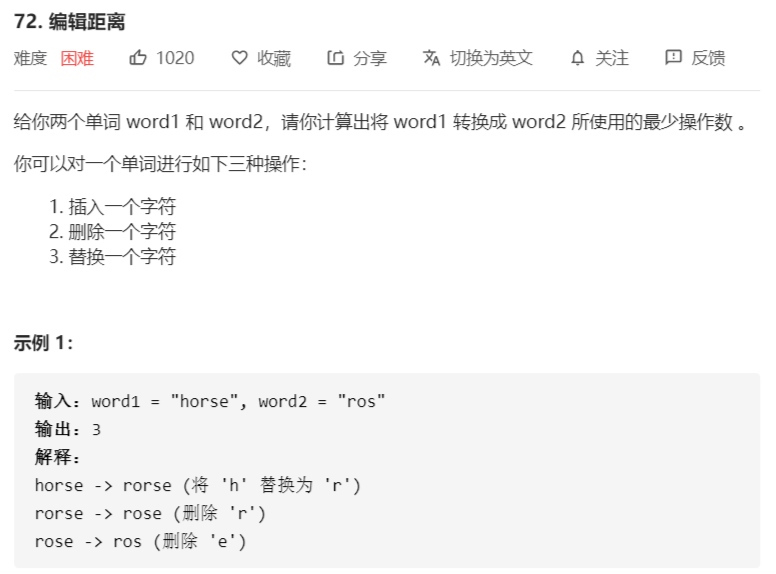 72. 编辑距离
难度 困难 1020 收藏 分享 切换为英文 关注 反馈
给你两个单词 word1 和 word2，请你计算出将 word1 转换成 word2 所使用的最少操作数 。
你可以对一个单词进行如下三种操作：
1. 插入一个字符
2. 删除一个字符
3. 替换一个字符
示例 1：
输入：word1 = "horse", word2 = "ros"
输出：3
解释：
horse -> rorse (将 'h' 替换为 'r')
rorse -> rose (删除 'r')
rose -> ros (删除 'e')